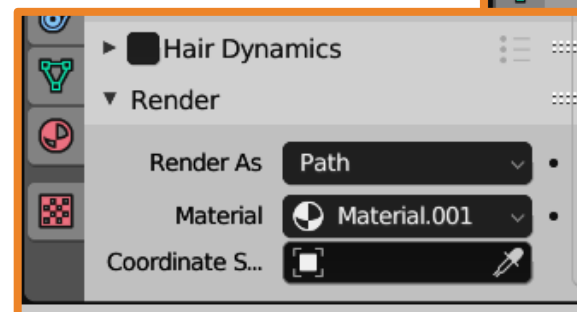 Hair Dynamics
Render
Render As Path
Material Material.001
Coordinate S...